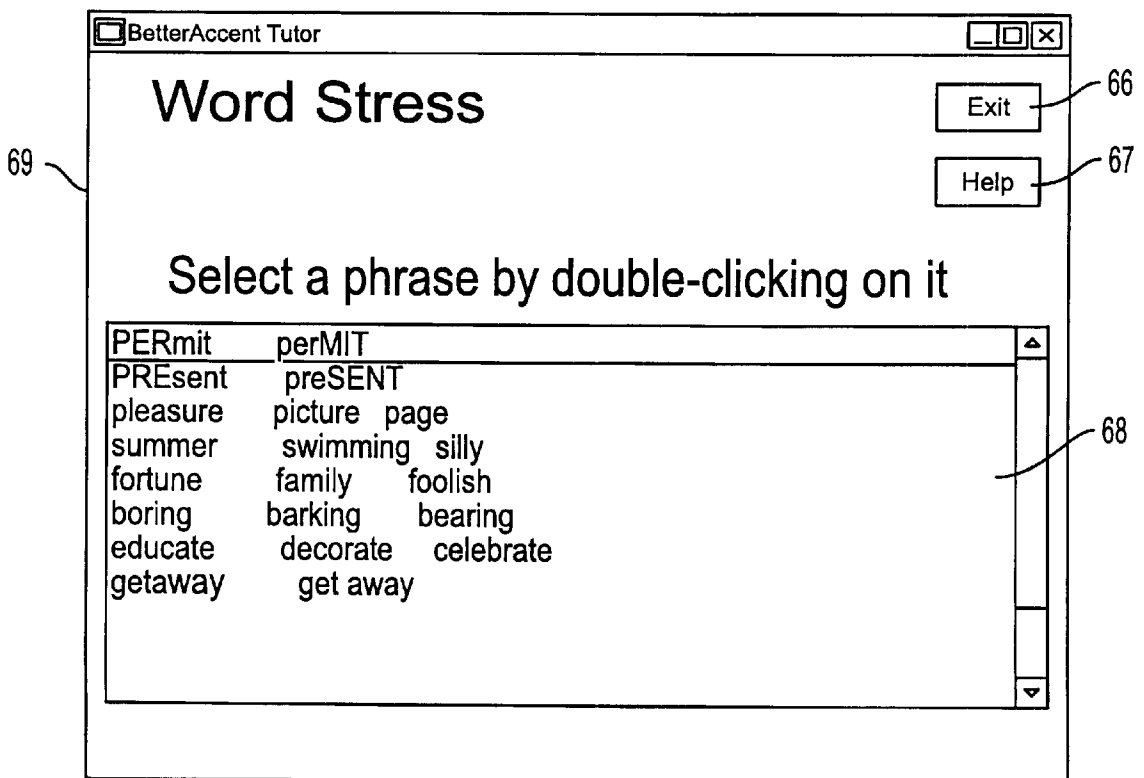 BetterAccent Tutor
Word Stress
Exit
66
Help
67
69
Select a phrase by double-clicking on it
PERmit perMIT
PREsent preSENT
pleasure picture page
summer swimming silly
68
fortune family foolish
boring barking bearing
educate decorate celebrate
getaway get away